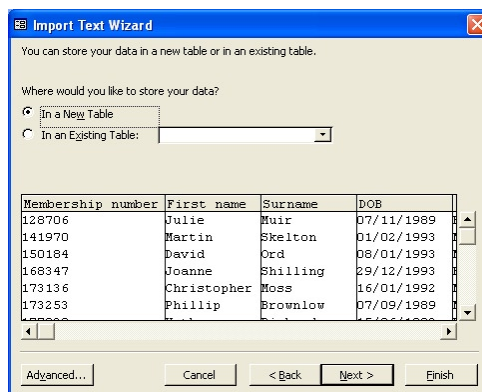 Import Text Wizard
You can store your data in a new table or in an existing table.
Where would you like to store your data?
In a New Table
In an Existing Table:
Membership number First name Surname DOB
128706 Julie Muir 07/11/1989
141970 Martin Skelton 01/02/1993
150184 David Ord 08/01/1993
168347 Joanne Shilling 29/12/1993
173136 Christopher Moss 16/01/1992
173253 Phillip Brownlow 07/09/1989
Advanced... Cancel < Back Next > Finish